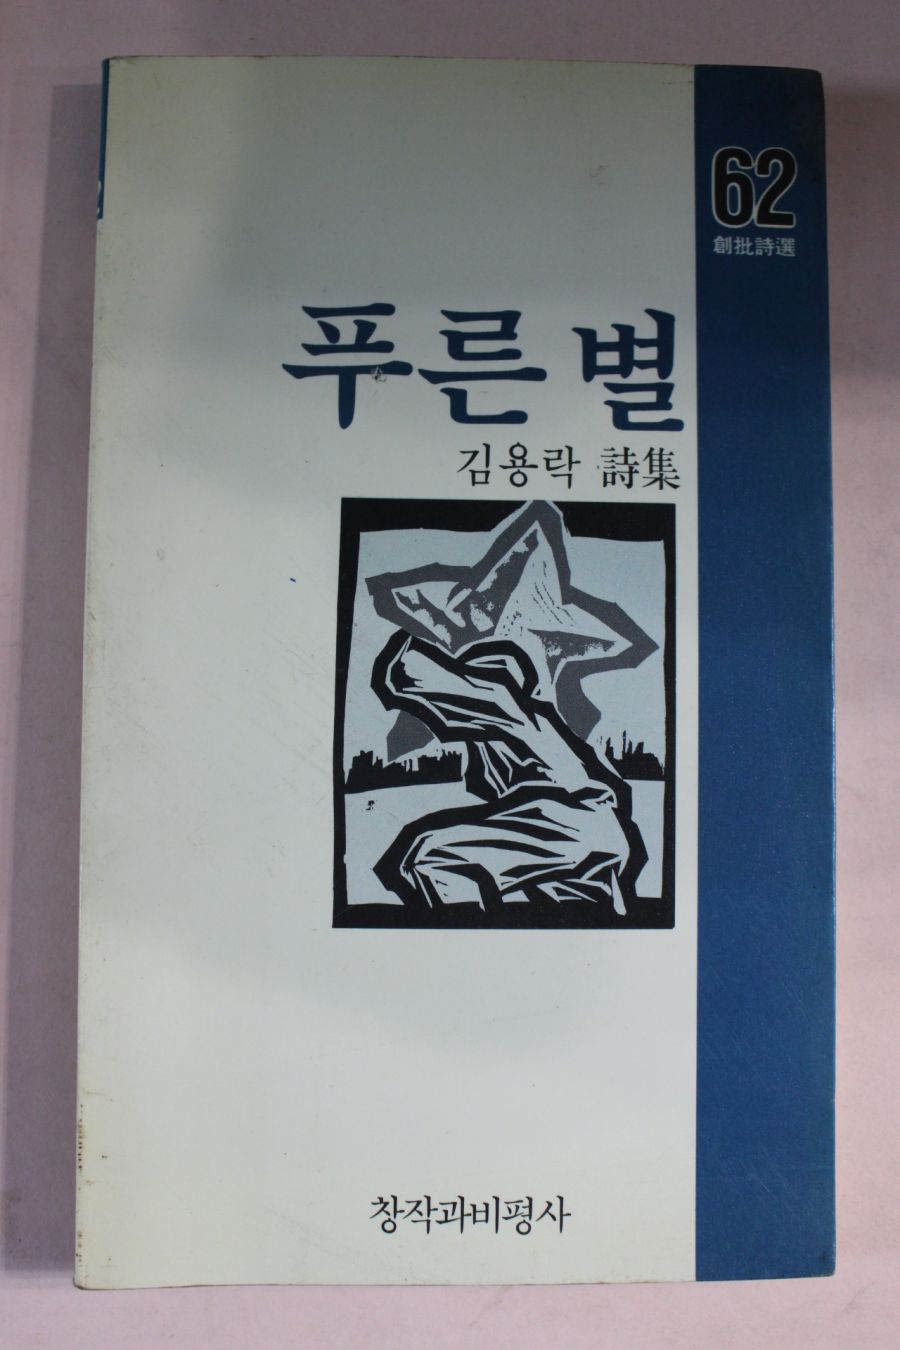 62
創批詩選
푸른 별
김용락 詩集
창작과비평사